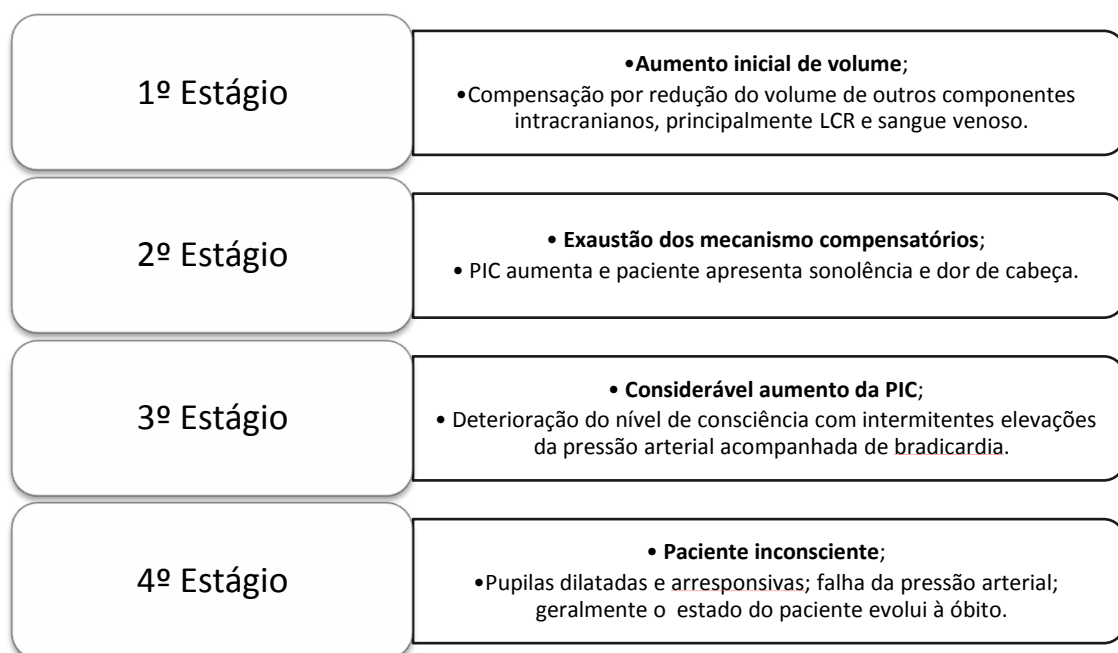 1º Estágio
•Aumento inicial de volume;
•Compensação por redução do volume de outros componentes
intracranianos, principalmente LCR e sangue venoso.
2º Estágio
• Exaustão dos mecanismo compensatórios;
• PIC aumenta e paciente apresenta sonolência e dor de cabeça.
3º Estágio
• Considerável aumento da PIC;
• Deterioração do nível de consciência com intermitentes elevações
da pressão arterial acompanhada de bradicardia.
4º Estágio
• Paciente inconsciente;
•Pupilas dilatadas e arresponsivas; falha da pressão arterial;
geralmente o estado do paciente evolui à óbito.